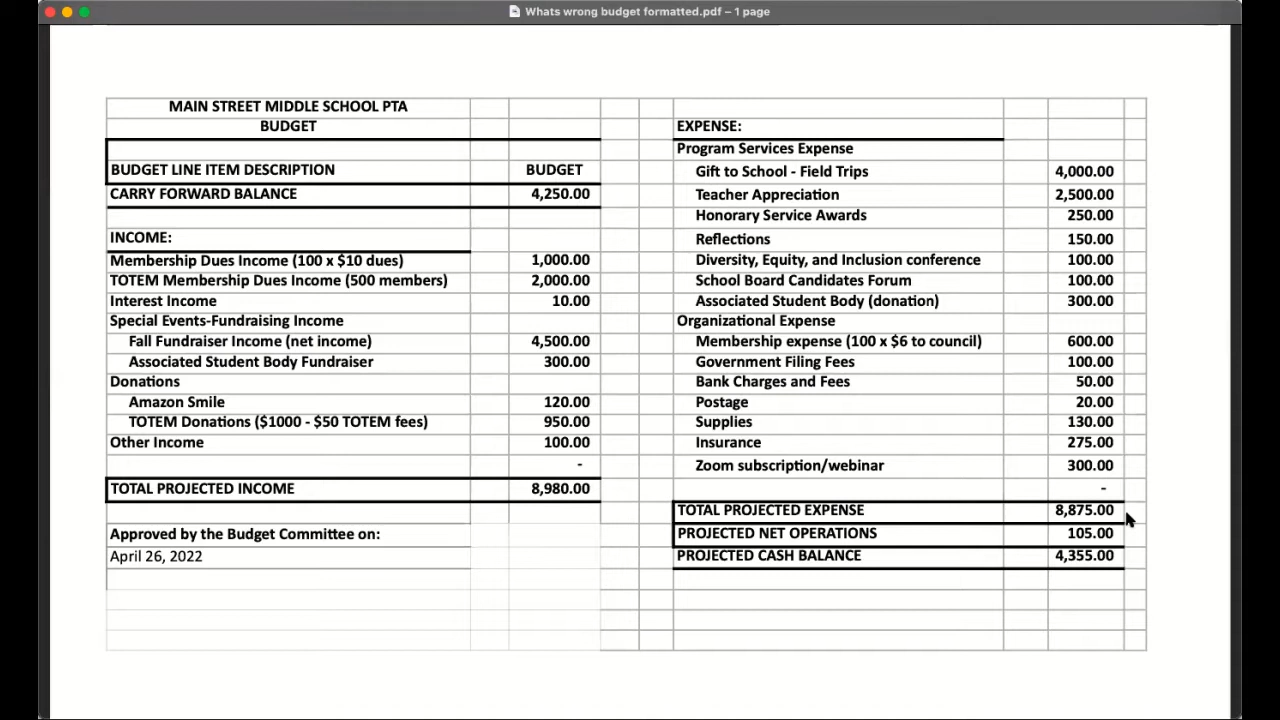 Whats wrong budget formatted.pdf – 1 page
MAIN STREET MIDDLE SCHOOL PTA
BUDGET
BUDGET LINE ITEM DESCRIPTION BUDGET
CARRY FORWARD BALANCE 4,250.00
INCOME:
Membership Dues Income (100 x $10 dues) 1,000.00
TOTEM Membership Dues Income (500 members) 2,000.00
Interest Income 10.00
Special Events-Fundraising Income
Fall Fundraiser Income (net income) 4,500.00
Associated Student Body Fundraiser 300.00
Donations
Amazon Smile 120.00
TOTEM Donations ($1000 - $50 TOTEM fees) 950.00
Other Income 100.00
-
TOTAL PROJECTED INCOME 8,980.00
Approved by the Budget Committee on:
April 26, 2022
EXPENSE:
Program Services Expense
Gift to School - Field Trips 4,000.00
Teacher Appreciation 2,500.00
Honorary Service Awards 250.00
Reflections 150.00
Diversity, Equity, and Inclusion conference 100.00
School Board Candidates Forum 100.00
Associated Student Body (donation) 300.00
Organizational Expense
Membership expense (100 x $6 to council) 600.00
Government Filing Fees 100.00
Bank Charges and Fees 50.00
Postage 20.00
Supplies 130.00
Insurance 275.00
Zoom subscription/webinar 300.00
-
TOTAL PROJECTED EXPENSE 8,875.00
PROJECTED NET OPERATIONS 105.00
PROJECTED CASH BALANCE 4,355.00